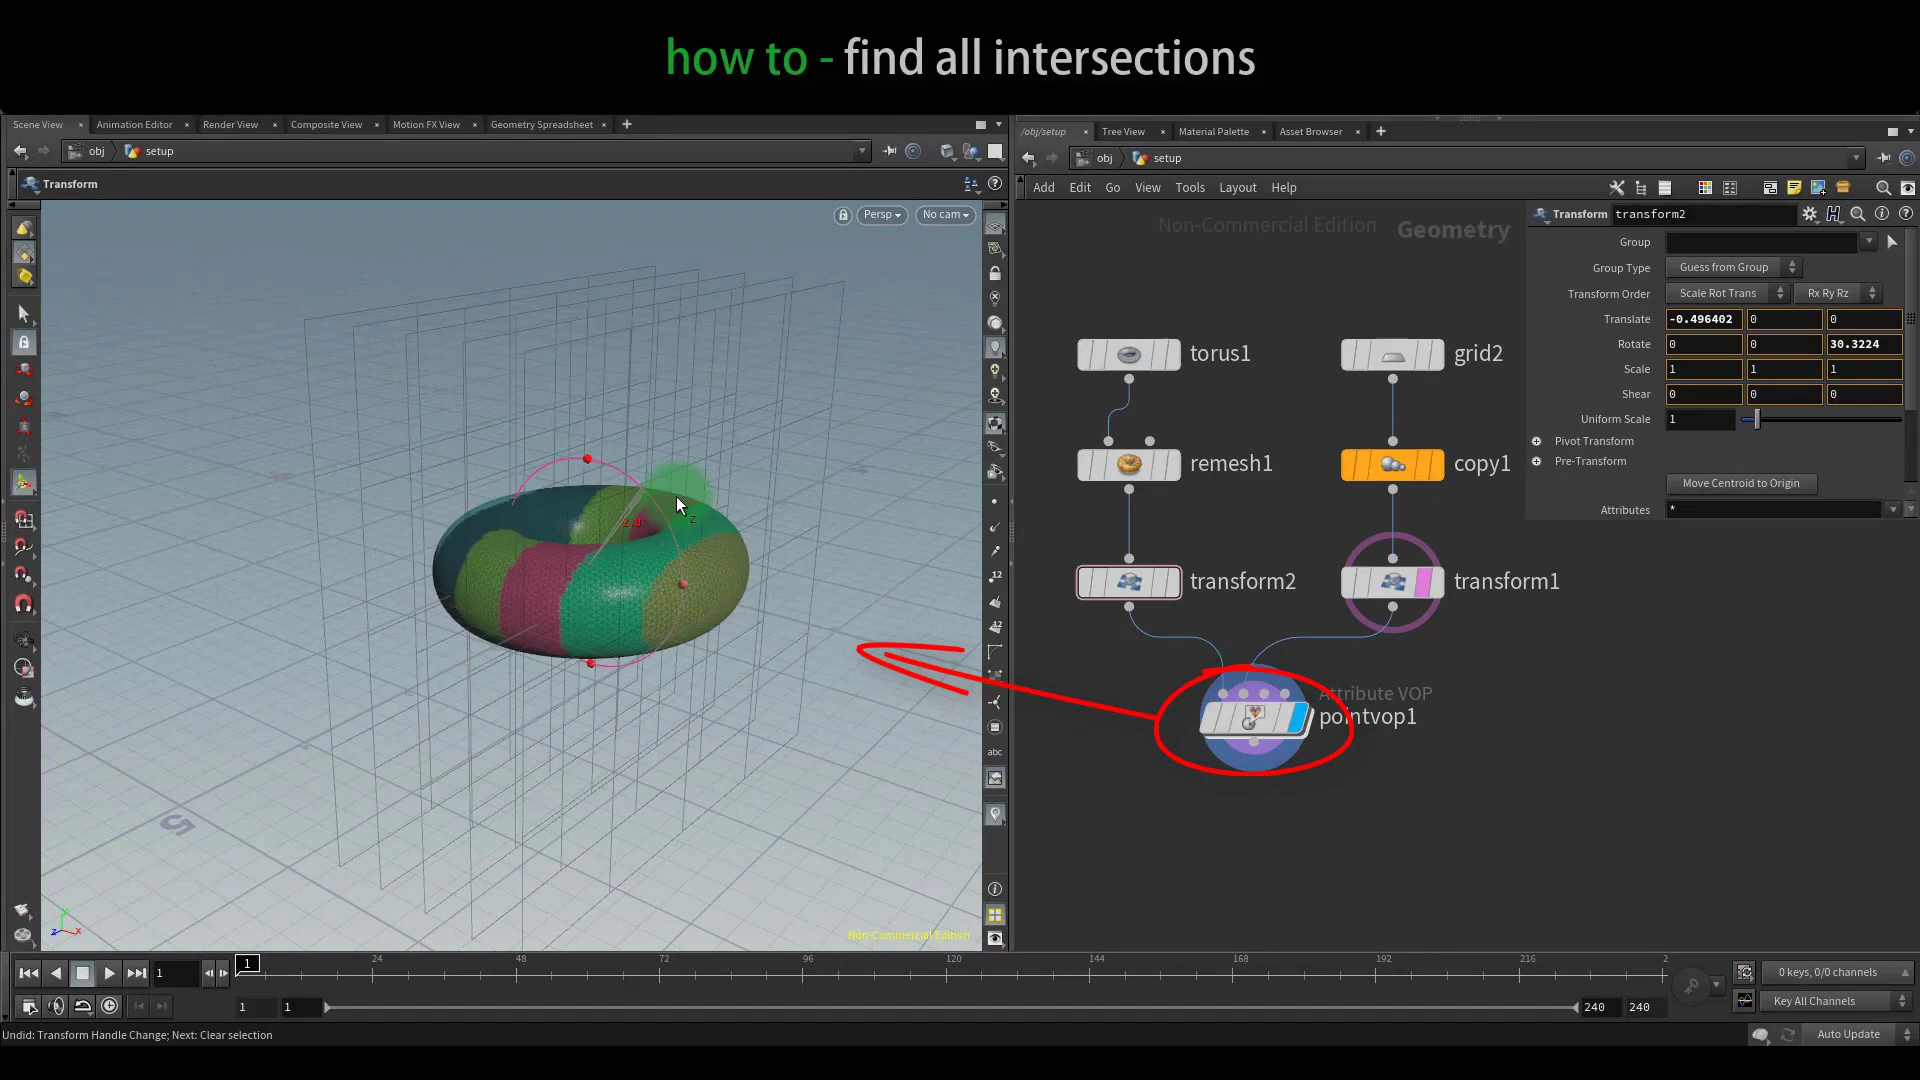 how to - find all intersections
Scene View × Animation Editor × Render View × Composite View × Motion FX View × Geometry Spreadsheet × +
obj setup
Transform
Persp
No cam
2.8
z
5
Non-Commercial Edition
y
z x
12
12
abc
/obj/setup × Tree View × Material Palette × Asset Browser × +
obj setup
Add Edit Go View Tools Layout Help
Non-Commercial Edition
Geometry
torus1
grid2
remesh1
copy1
transform2
transform1
Attribute VOP
pointvop1
Transform transform2
Group
Group Type Guess from Group
Transform Order Scale Rot Trans Rx Ry Rz
Translate -0.496402 0 0
Rotate 0 0 30.3224
Scale 1 1 1
Shear 0 0 0
Uniform Scale 1
Pivot Transform
Pre-Transform
Move Centroid to Origin
Attributes *
1
1
24 48 72 96 120 144 168 192 216 2
0 keys, 0/0 channels
1 1 240 240
Key All Channels
Undid: Transform Handle Change; Next: Clear selection
Auto Update